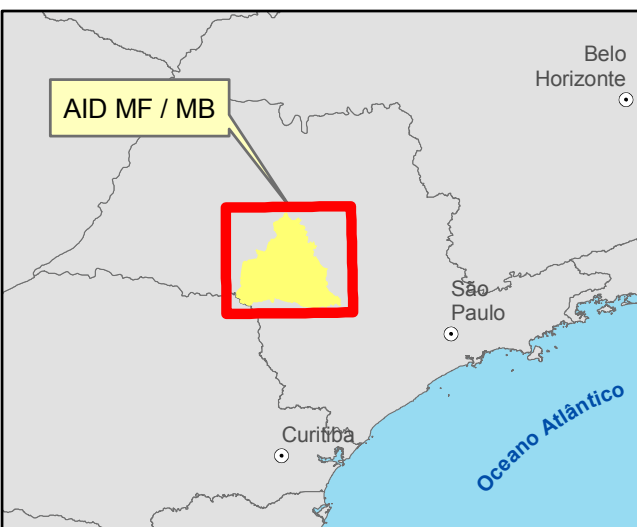 Belo
Horizonte
AID MF / MB
São
Paulo
Curitiba
Oceano Atlântico